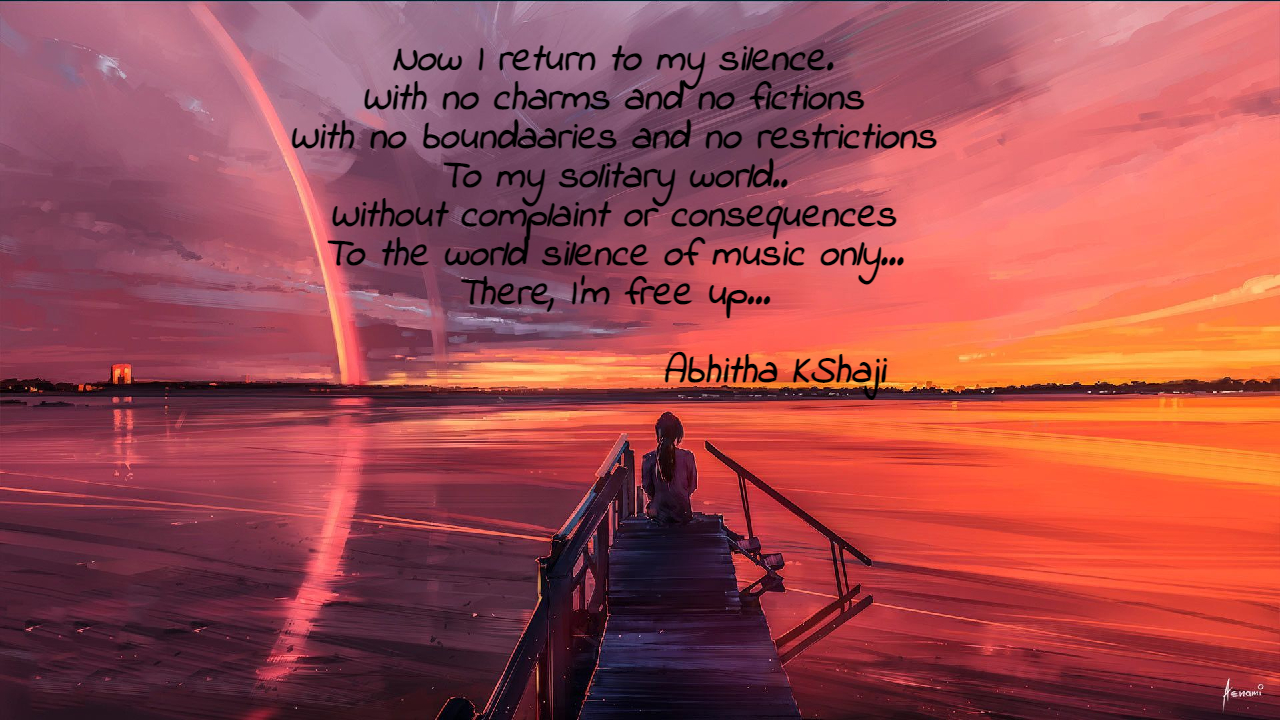 Now I return to my silence.
With no charms and no fictions
With no boundaaries and no restrictions
To my solitary world..
Without complaint or consequences
To the world silence of music only...
There, I'm free up...
Abhitha KShaji
Aenami